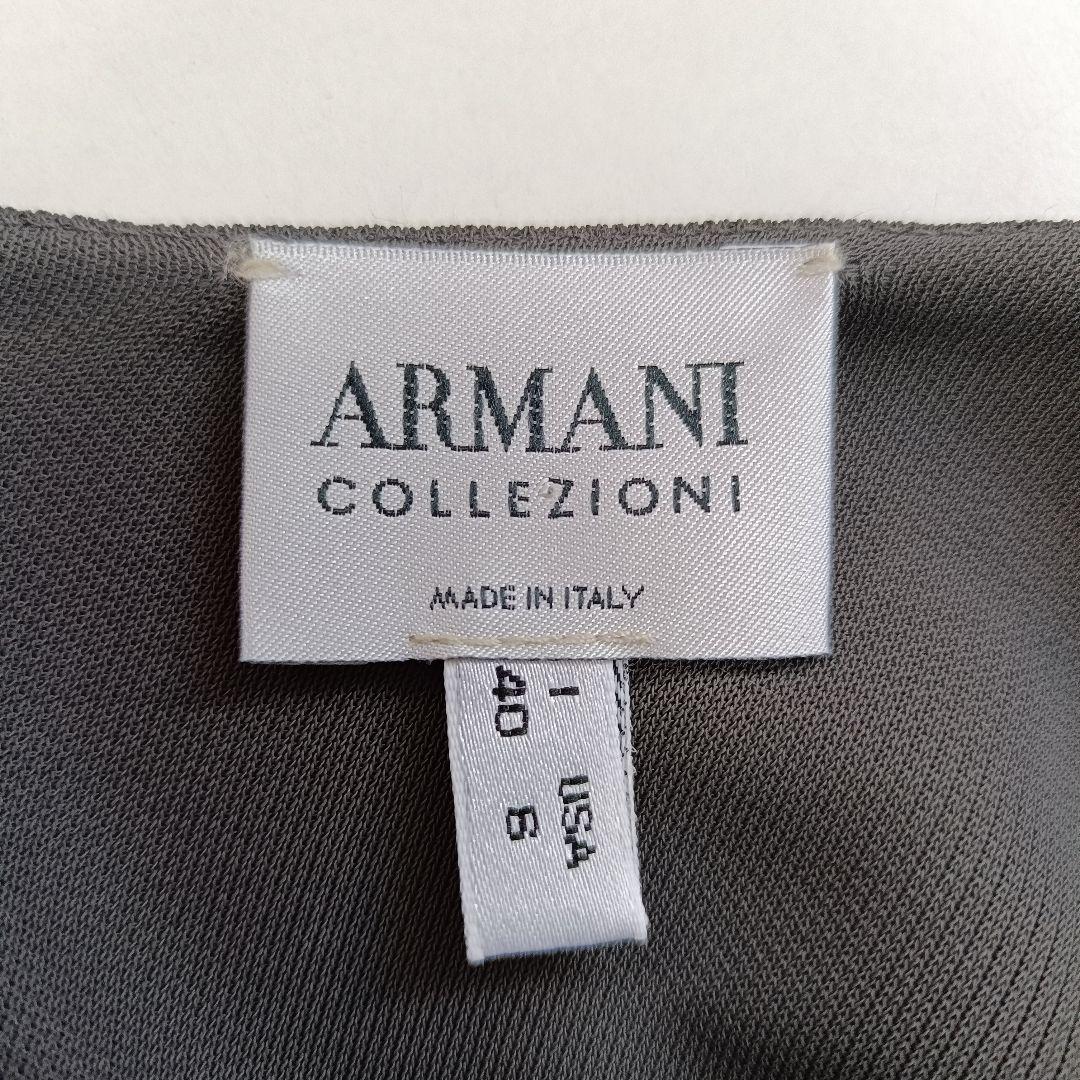 ARMANI
COLLEZIONI
MADE IN ITALY
I USA
40 6